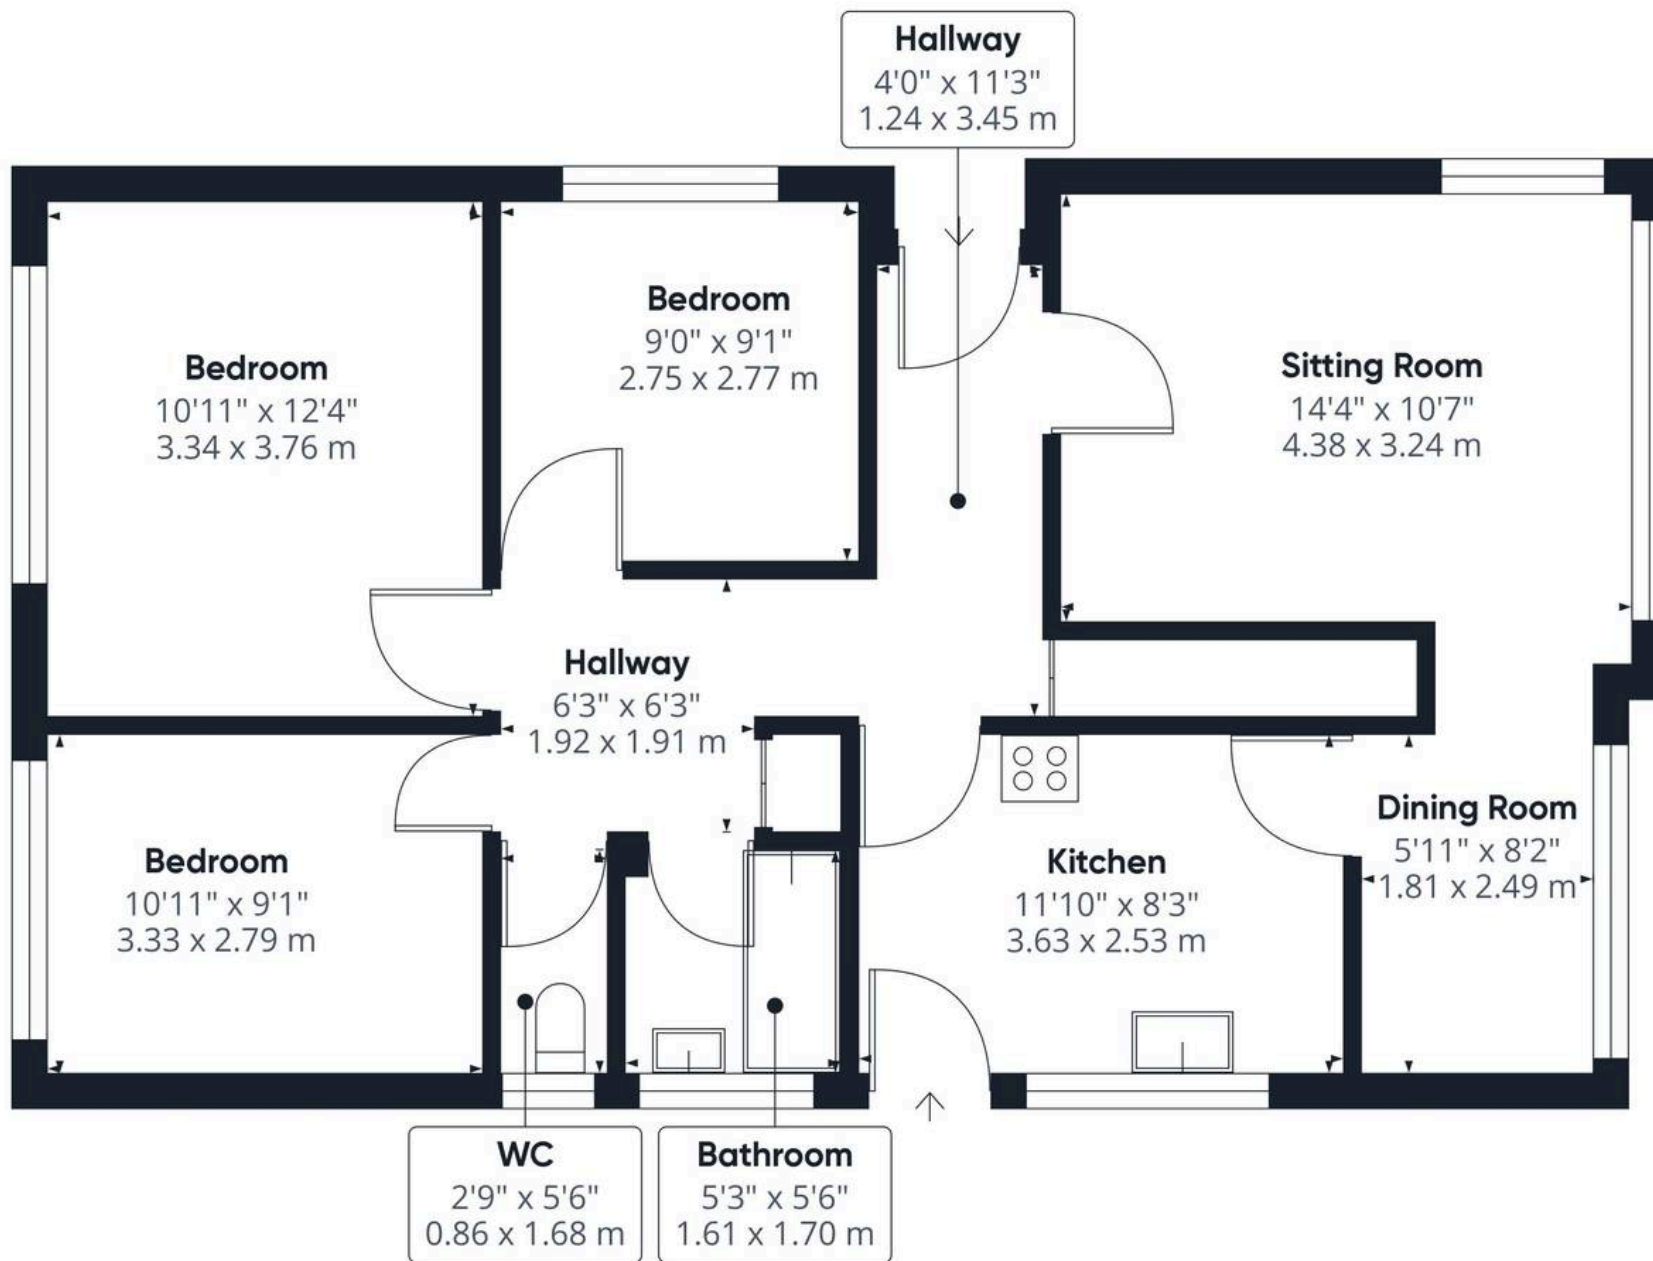 Hallway
4'0" x 11'3"
1.24 x 3.45 m
Bedroom
10'11" x 12'4"
3.34 x 3.76 m
Bedroom
9'0" x 9'1"
2.75 x 2.77 m
Sitting Room
14'4" x 10'7"
4.38 x 3.24 m
Hallway
6'3" x 6'3"
1.92 x 1.91 m
Bedroom
10'11" x 9'1"
3.33 x 2.79 m
Kitchen
11'10" x 8'3"
3.63 x 2.53 m
Dining Room
5'11" x 8'2"
1.81 x 2.49 m
WC
2'9" x 5'6"
0.86 x 1.68 m
Bathroom
5'3" x 5'6"
1.61 x 1.70 m